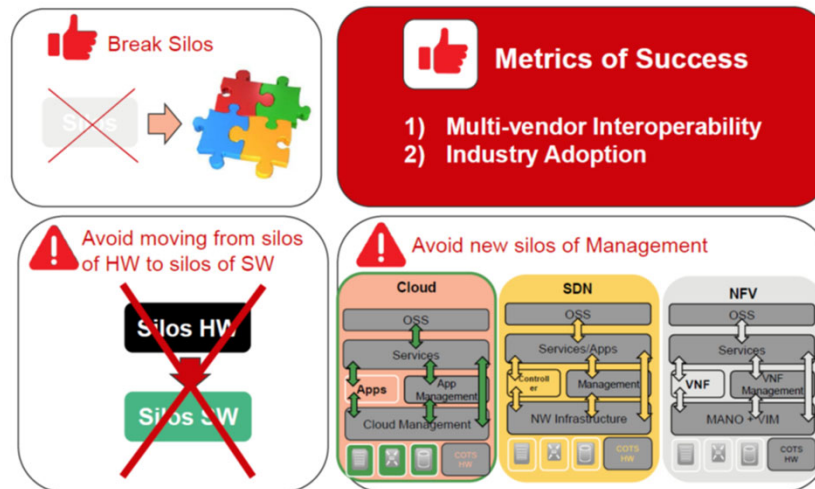 Break Silos
Silos
Metrics of Success
1) Multi-vendor Interoperability
2) Industry Adoption
Avoid moving from silos
of HW to silos of SW
Silos HW
Silos SW
Avoid new silos of Management
Cloud
OSS
Services
Apps
App
Management
Cloud Management
COTS
HW
SDN
OSS
Services/Apps
Controll
er
Management
NW Infrastructure
COTS
HW
NFV
OSS
Services
VNF
VNF
Management
MANO + VIM
COTS
HW